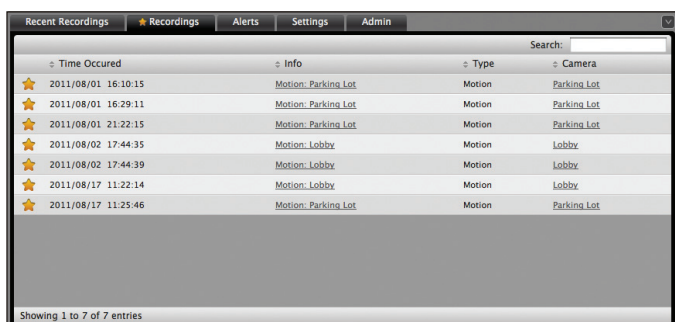 Recent Recordings Recordings Alerts Settings Admin
Search:
Time Occured Info Type Camera
2011/08/01 16:10:15 Motion: Parking Lot Motion Parking Lot
2011/08/01 16:29:11 Motion: Parking Lot Motion Parking Lot
2011/08/01 21:22:15 Motion: Parking Lot Motion Parking Lot
2011/08/02 17:44:35 Motion: Lobby Motion Lobby
2011/08/02 17:44:39 Motion: Lobby Motion Lobby
2011/08/17 11:22:14 Motion: Lobby Motion Lobby
2011/08/17 11:25:46 Motion: Parking Lot Motion Parking Lot
Showing 1 to 7 of 7 entries